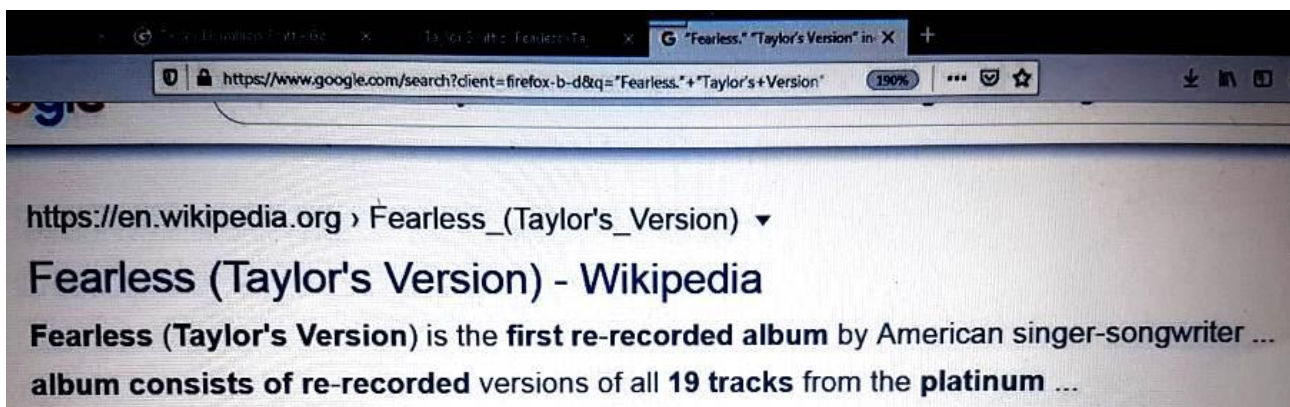 "Fearless." "Taylor's Version" in
https://www.google.com/search?client=firefox-b-d&q="Fearless."+"Taylor's+Version"
190%
https://en.wikipedia.org › Fearless_(Taylor's_Version)
Fearless (Taylor's Version) - Wikipedia
Fearless (Taylor's Version) is the first re-recorded album by American singer-songwriter ...
album consists of re-recorded versions of all 19 tracks from the platinum ...